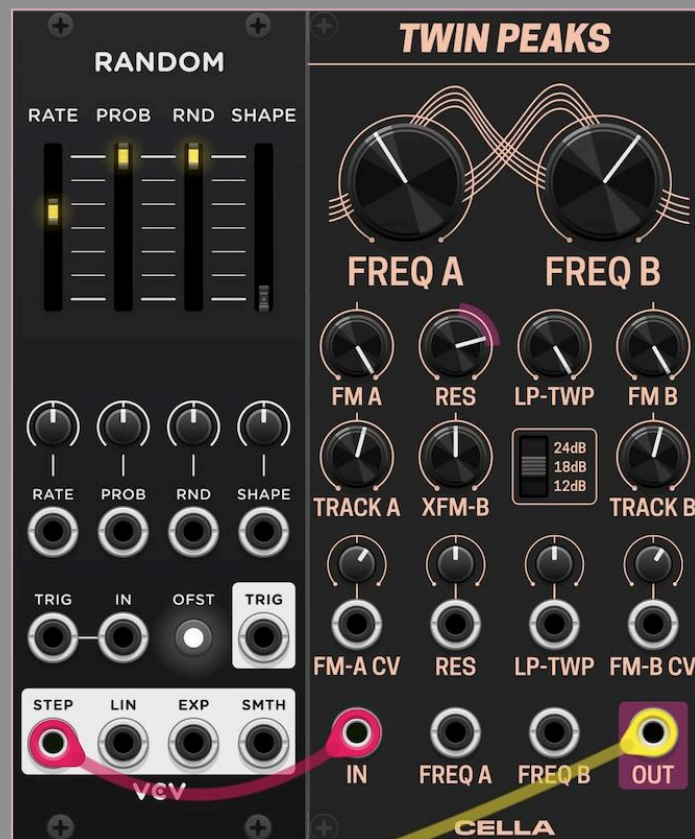 RANDOM
RATE PROB RND SHAPE
RATE PROB RND SHAPE
TRIG IN OFST TRIG
STEP LIN EXP SMTH
VCV
TWIN PEAKS
FREQ A FREQ B
FM A RES LP-TWP FM B
24dB
18dB
12dB
TRACK A XFM-B TRACK B
FM-A CV RES LP-TWP FM-B CV
IN FREQ A FREQ B OUT
CELLA